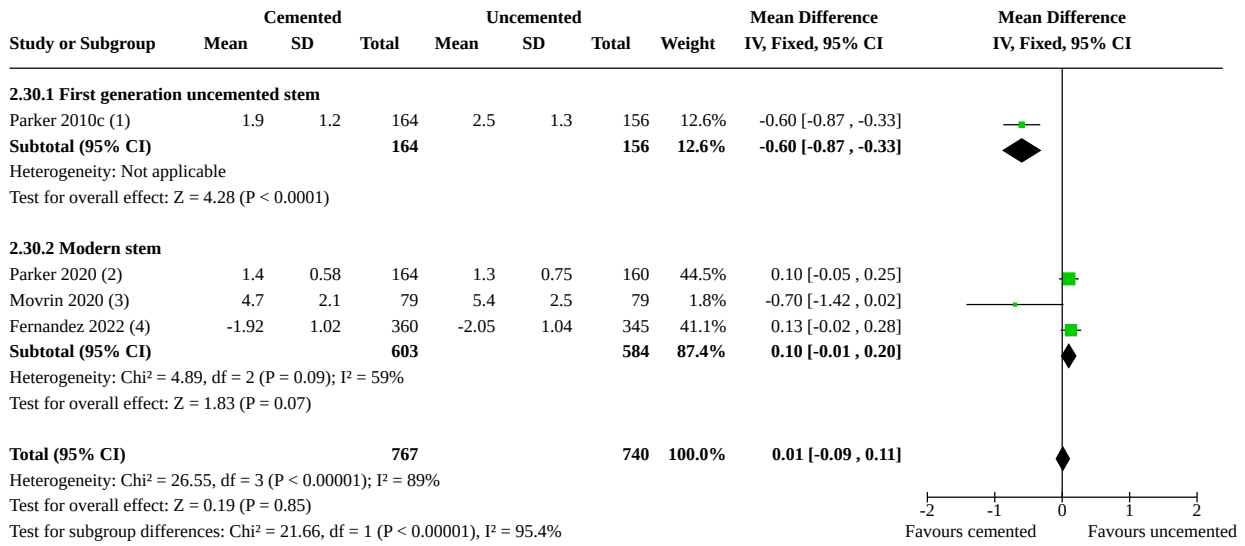 Cemented Uncemented Mean Difference Mean Difference
Study or Subgroup Mean SD Total Mean SD Total Weight IV, Fixed, 95% CI IV, Fixed, 95% CI
2.30.1 First generation uncemented stem
Parker 2010c (1) 1.9 1.2 164 2.5 1.3 156 12.6% -0.60 [-0.87 , -0.33]
Subtotal (95% CI) 164 156 12.6% -0.60 [-0.87 , -0.33]
Heterogeneity: Not applicable
Test for overall effect: Z = 4.28 (P < 0.0001)
2.30.2 Modern stem
Parker 2020 (2) 1.4 0.58 164 1.3 0.75 160 44.5% 0.10 [-0.05 , 0.25]
Movrin 2020 (3) 4.7 2.1 79 5.4 2.5 79 1.8% -0.70 [-1.42 , 0.02]
Fernandez 2022 (4) -1.92 1.02 360 -2.05 1.04 345 41.1% 0.13 [-0.02 , 0.28]
Subtotal (95% CI) 603 584 87.4% 0.10 [-0.01 , 0.20]
Heterogeneity: Chi² = 4.89, df = 2 (P = 0.09); I² = 59%
Test for overall effect: Z = 1.83 (P = 0.07)
Total (95% CI) 767 740 100.0% 0.01 [-0.09 , 0.11]
Heterogeneity: Chi² = 26.55, df = 3 (P < 0.00001); I² = 89%
Test for overall effect: Z = 0.19 (P = 0.85)
-2 -1 0 1 2
Test for subgroup differences: Chi² = 21.66, df = 1 (P < 0.00001), I² = 95.4% Favours cemented Favours uncemented